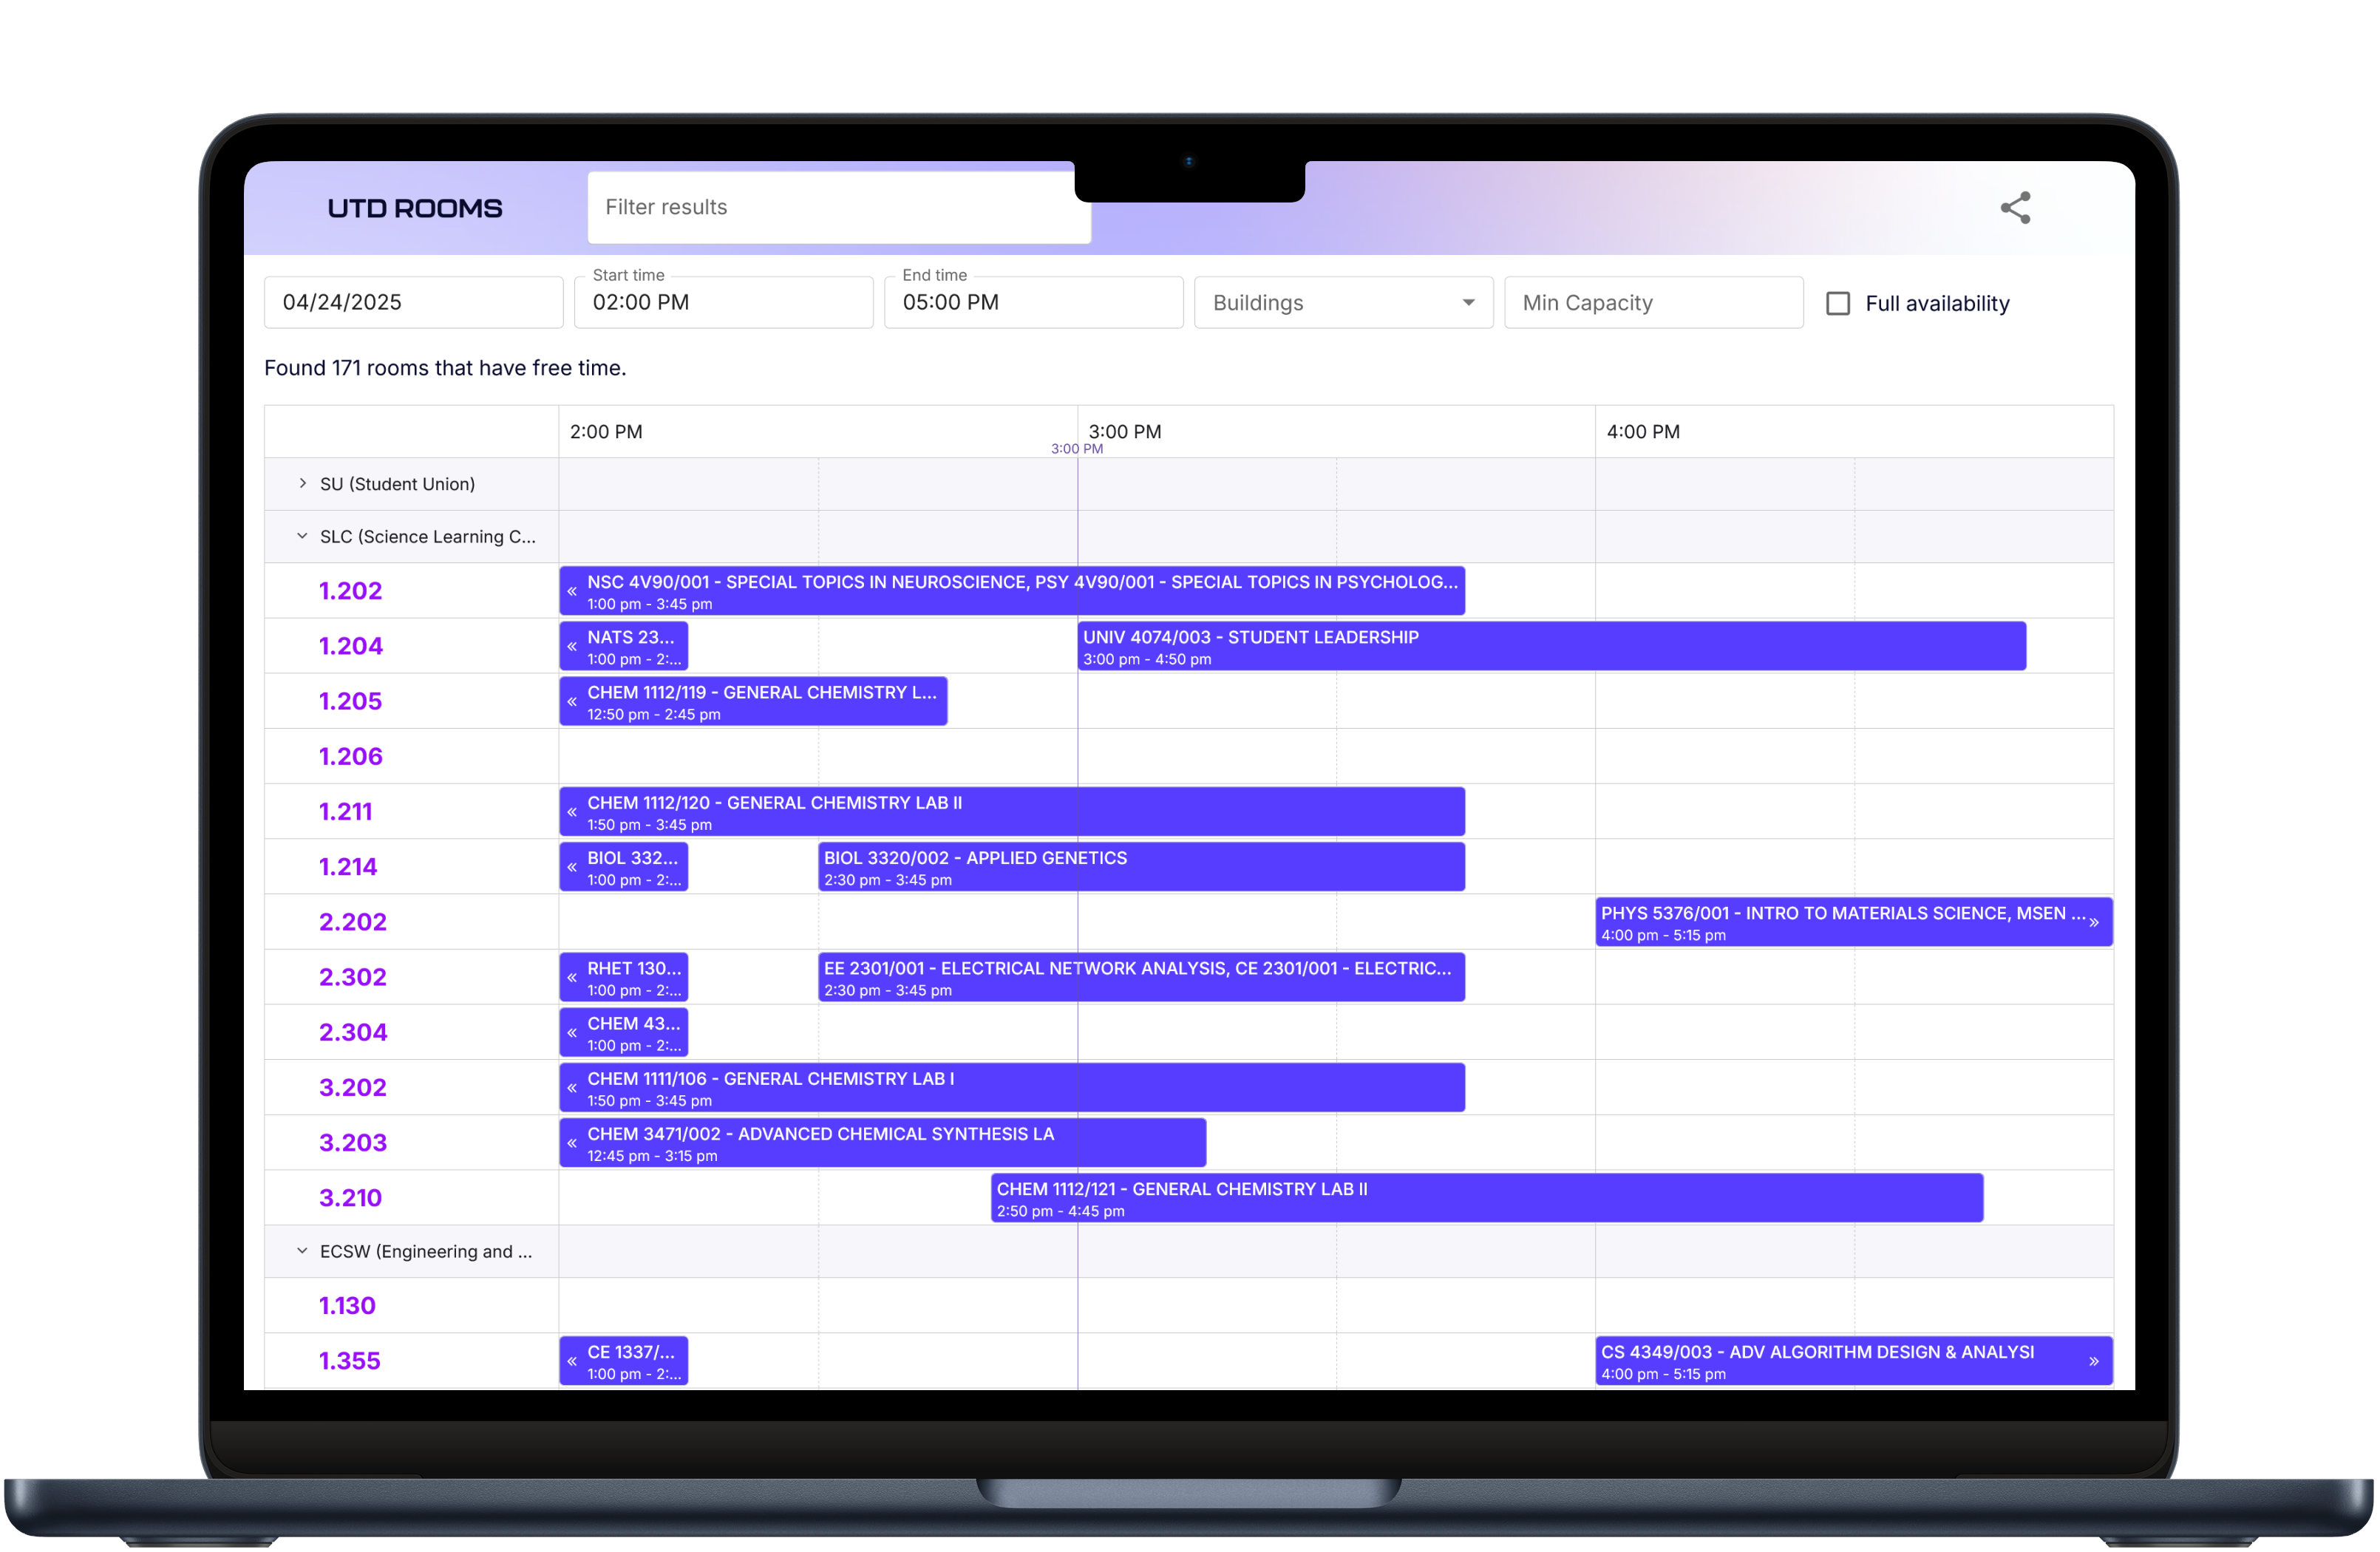 UTD ROOMS
Filter results
04/24/2025
Start time
02:00 PM
End time
05:00 PM
Buildings
Min Capacity
Full availability
Found 171 rooms that have free time.
2:00 PM
3:00 PM
4:00 PM
3:00 PM
SU (Student Union)
SLC (Science Learning C...
1.202
« NSC 4V90/001 - SPECIAL TOPICS IN NEUROSCIENCE, PSY 4V90/001 - SPECIAL TOPICS IN PSYCHOLOG...
1:00 pm - 3:45 pm
1.204
« NATS 23...
1:00 pm - 2:...
UNIV 4074/003 - STUDENT LEADERSHIP
3:00 pm - 4:50 pm
1.205
« CHEM 1112/119 - GENERAL CHEMISTRY L...
12:50 pm - 2:45 pm
1.206
1.211
« CHEM 1112/120 - GENERAL CHEMISTRY LAB II
1:50 pm - 3:45 pm
1.214
« BIOL 332...
1:00 pm - 2:...
BIOL 3320/002 - APPLIED GENETICS
2:30 pm - 3:45 pm
2.202
PHYS 5376/001 - INTRO TO MATERIALS SCIENCE, MSEN ... »
4:00 pm - 5:15 pm
2.302
« RHET 130...
1:00 pm - 2:...
EE 2301/001 - ELECTRICAL NETWORK ANALYSIS, CE 2301/001 - ELECTRIC...
2:30 pm - 3:45 pm
2.304
« CHEM 43...
1:00 pm - 2:...
3.202
« CHEM 1111/106 - GENERAL CHEMISTRY LAB I
1:50 pm - 3:45 pm
3.203
« CHEM 3471/002 - ADVANCED CHEMICAL SYNTHESIS LA
12:45 pm - 3:15 pm
3.210
CHEM 1112/121 - GENERAL CHEMISTRY LAB II
2:50 pm - 4:45 pm
ECSW (Engineering and ...
1.130
1.355
« CE 1337/...
1:00 pm - 2:...
CS 4349/003 - ADV ALGORITHM DESIGN & ANALYSI »
4:00 pm - 5:15 pm